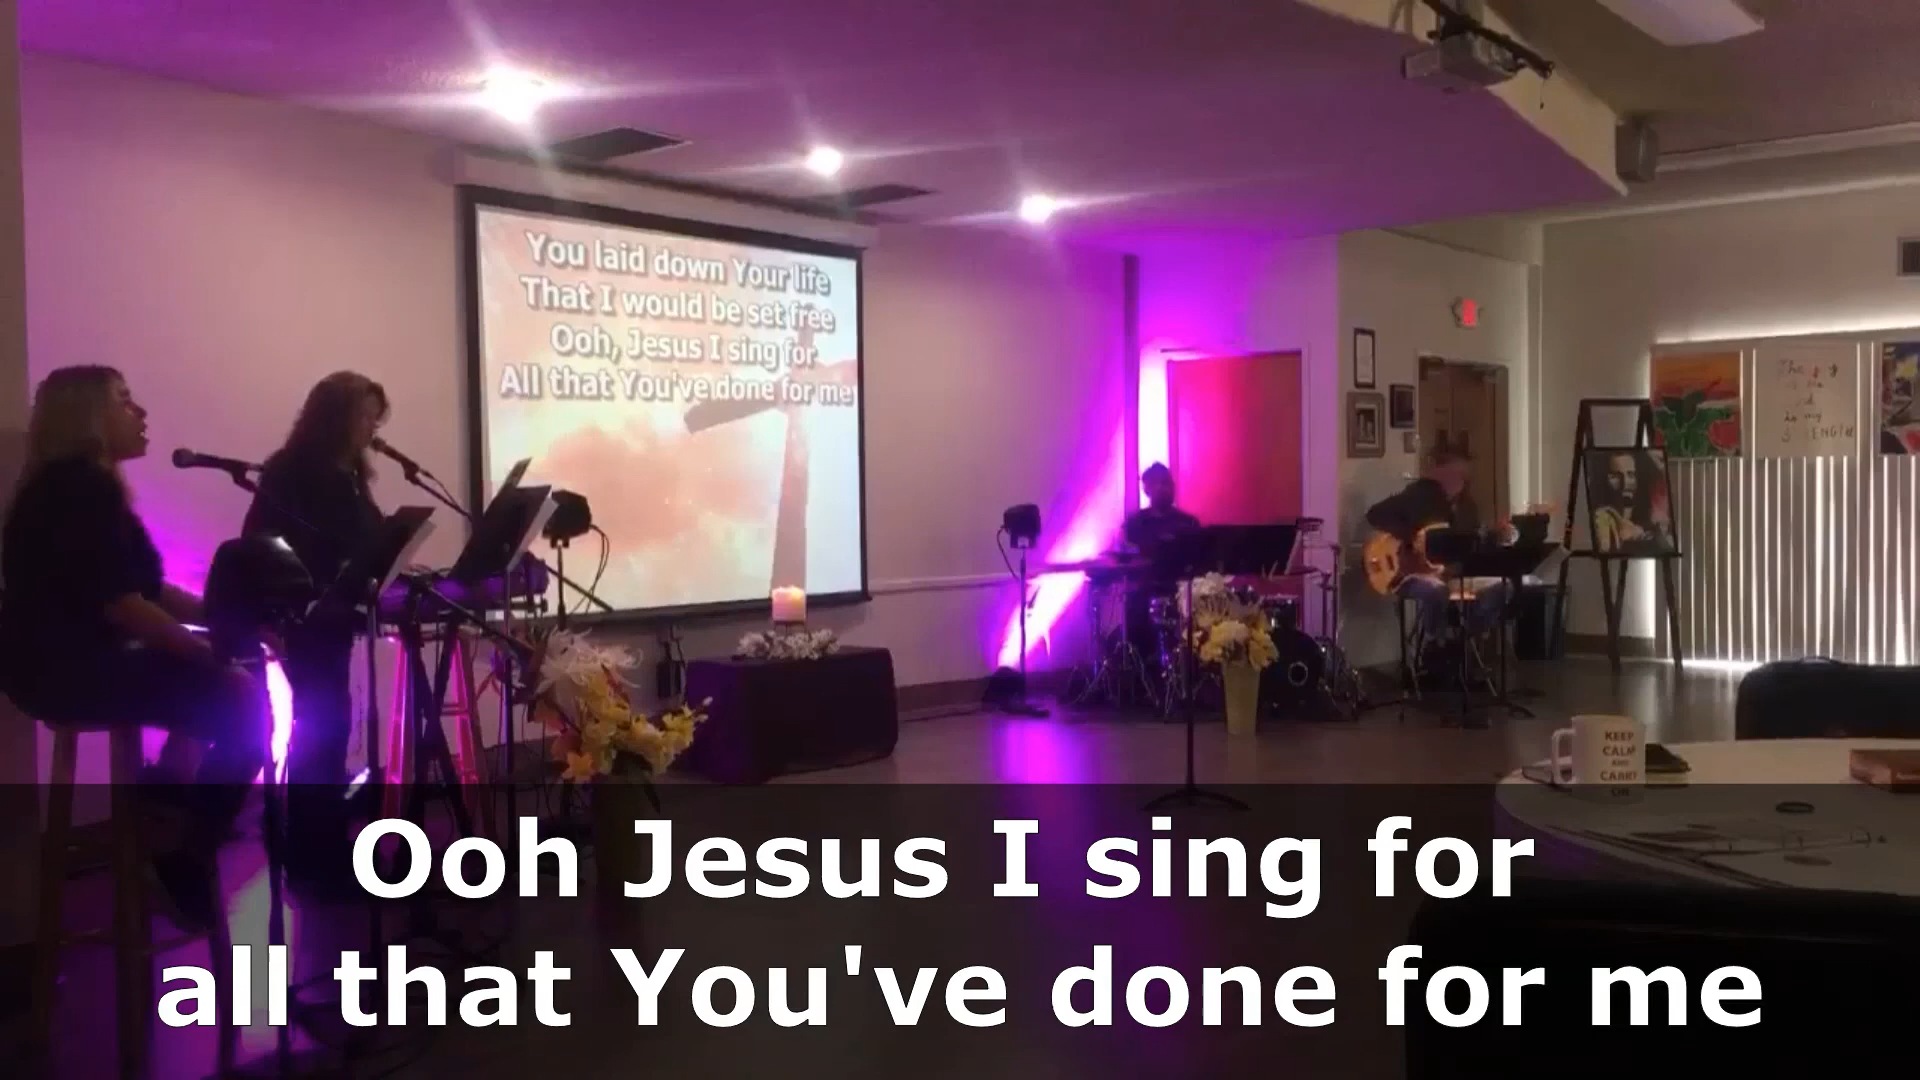 You laid down Your life
That I would be set free
Ooh, Jesus I sing for
All that You've done for me
KEEP
CALM
AND
CARRY
ON
Ooh Jesus I sing for
all that You've done for me